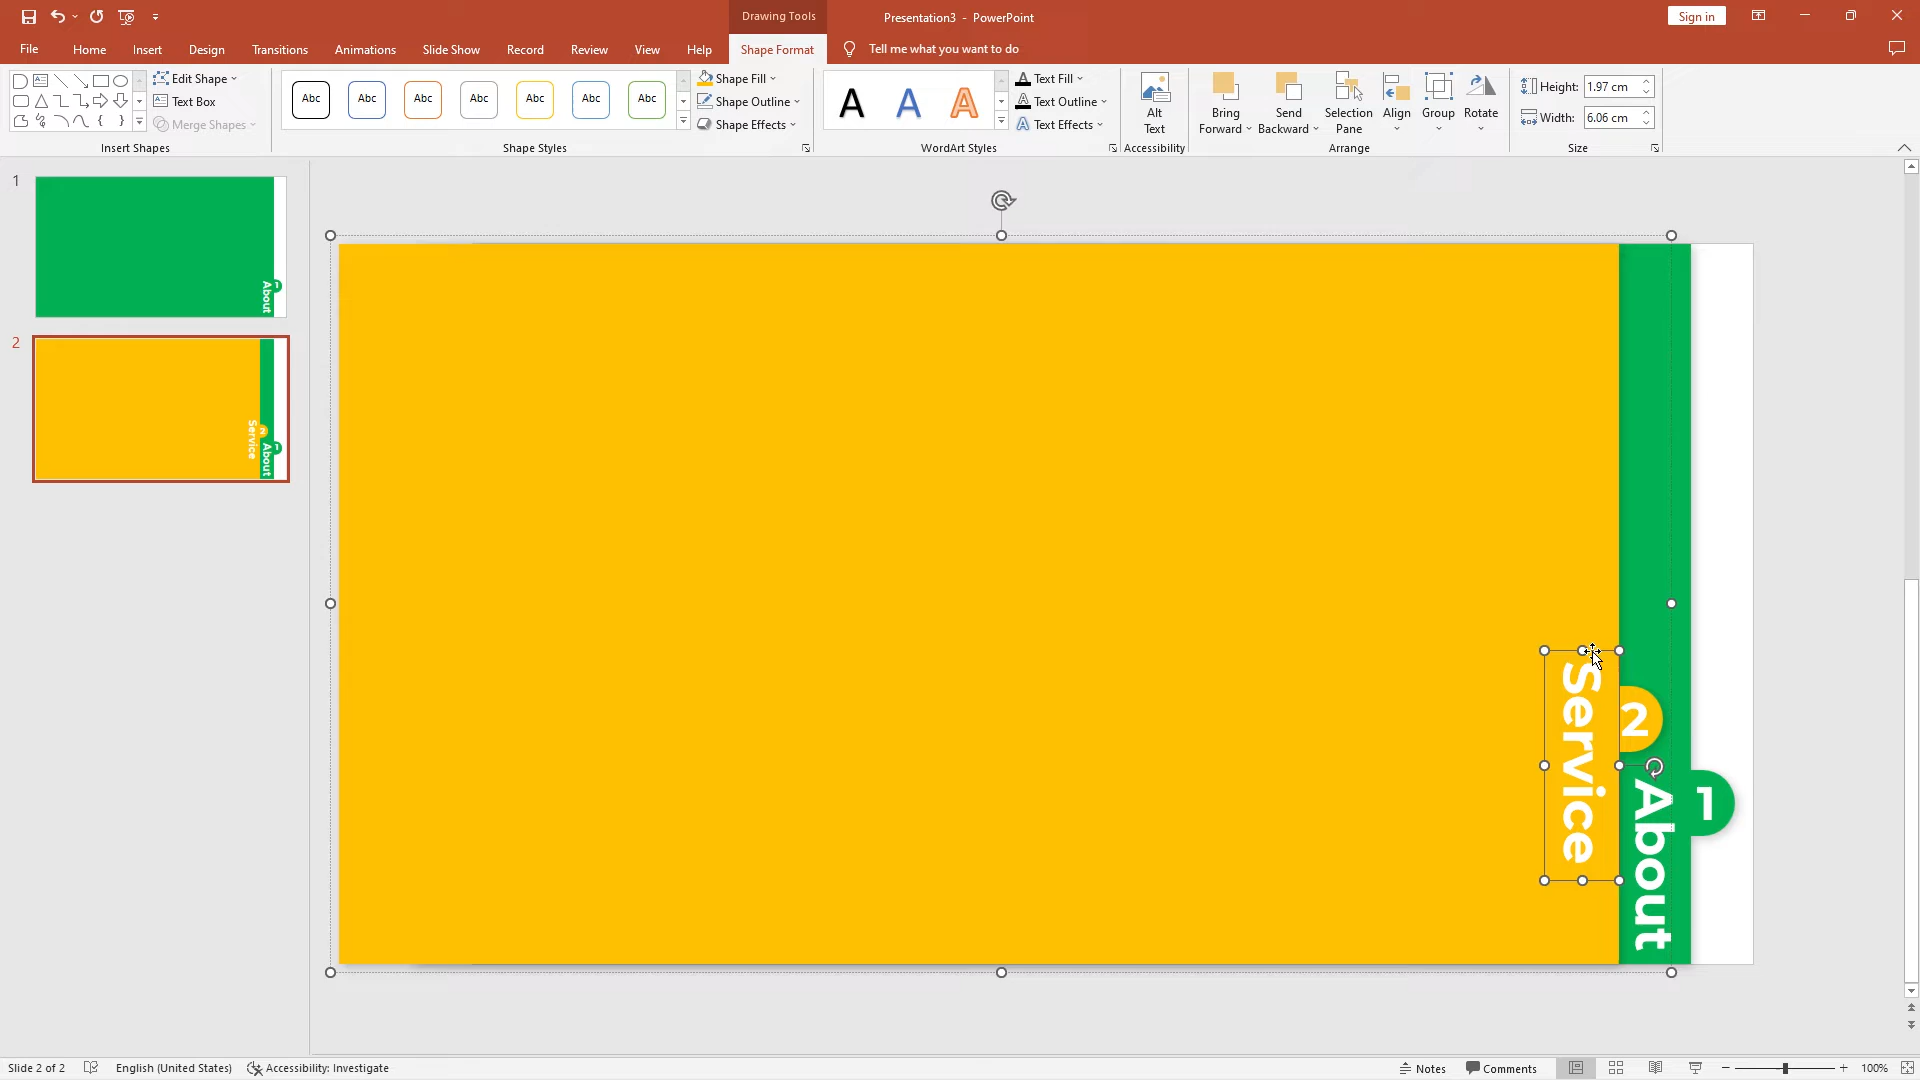 Drawing Tools
Presentation3 - PowerPoint
Sign in
File
Home
Insert
Design
Transitions
Animations
Slide Show
Record
Review
View
Help
Shape Format
Tell me what you want to do
Edit Shape
Text Box
Merge Shapes
Insert Shapes
Abc
Abc
Abc
Abc
Abc
Abc
Abc
Shape Fill
Shape Outline
Shape Effects
Shape Styles
A
A
A
Text Fill
Text Outline
Text Effects
WordArt Styles
Alt
Text
Accessibility
Bring
Forward
Send
Backward
Selection
Pane
Align
Group
Rotate
Arrange
Height: 1.97 cm
Width: 6.06 cm
Size
1
1
About
2
2
Service
1
About
Service
2
About
1
Slide 2 of 2
English (United States)
Accessibility: Investigate
Notes
Comments
100%